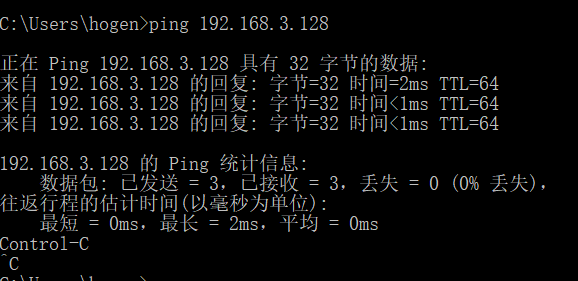 C:\Users\hogen>ping 192.168.3.128
正在 Ping 192.168.3.128 具有 32 字节的数据:
来自 192.168.3.128 的回复: 字节=32 时间=2ms TTL=64
来自 192.168.3.128 的回复: 字节=32 时间<1ms TTL=64
来自 192.168.3.128 的回复: 字节=32 时间<1ms TTL=64
192.168.3.128 的 Ping 统计信息:
数据包: 已发送 = 3，已接收 = 3，丢失 = 0 (0% 丢失)，
往返行程的估计时间(以毫秒为单位):
最短 = 0ms，最长 = 2ms，平均 = 0ms
Control-C
^C
C:\Users\hogen>